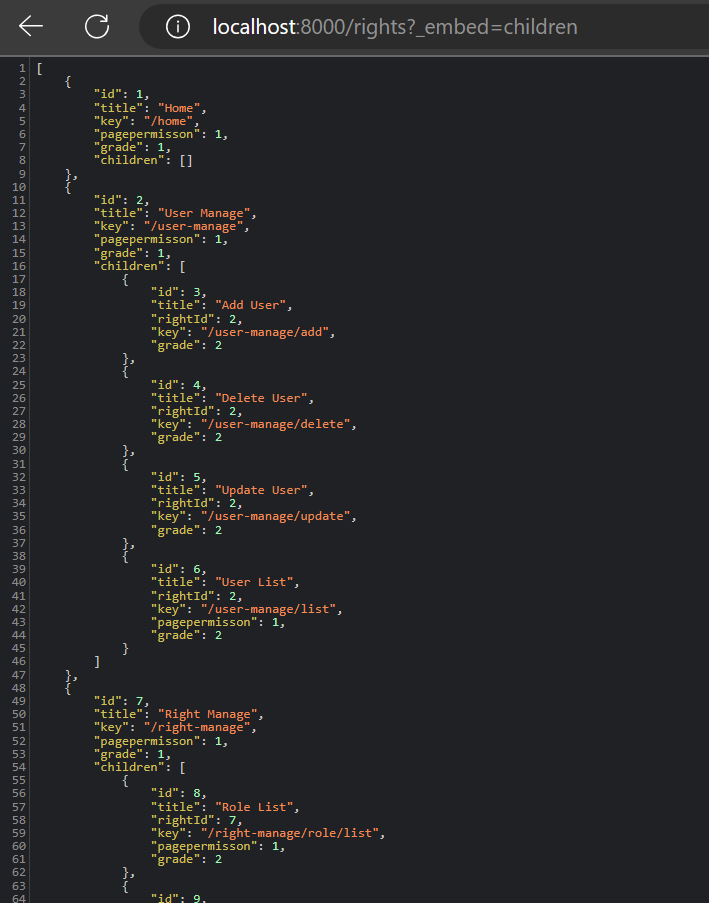 localhost:8000/rights?_embed=children
1 [
2     {
3         "id": 1,
4         "title": "Home",
5         "key": "/home",
6         "pagepermisson": 1,
7         "grade": 1,
8         "children": []
9     },
10     {
11         "id": 2,
12         "title": "User Manage",
13         "key": "/user-manage",
14         "pagepermisson": 1,
15         "grade": 1,
16         "children": [
17             {
18                 "id": 3,
19                 "title": "Add User",
20                 "rightId": 2,
21                 "key": "/user-manage/add",
22                 "grade": 2
23             },
24             {
25                 "id": 4,
26                 "title": "Delete User",
27                 "rightId": 2,
28                 "key": "/user-manage/delete",
29                 "grade": 2
30             },
31             {
32                 "id": 5,
33                 "title": "Update User",
34                 "rightId": 2,
35                 "key": "/user-manage/update",
36                 "grade": 2
37             },
38             {
39                 "id": 6,
40                 "title": "User List",
41                 "rightId": 2,
42                 "key": "/user-manage/list",
43                 "pagepermisson": 1,
44                 "grade": 2
45             }
46         ]
47     },
48     {
49         "id": 7,
50         "title": "Right Manage",
51         "key": "/right-manage",
52         "pagepermisson": 1,
53         "grade": 1,
54         "children": [
55             {
56                 "id": 8,
57                 "title": "Role List",
58                 "rightId": 7,
59                 "key": "/right-manage/role/list",
60                 "pagepermisson": 1,
61                 "grade": 2
62             },
63             {
64                 "id": 9,